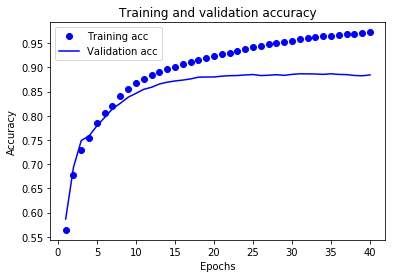 Training and validation accuracy
Training acc
Validation acc
0.95
0.90
0.85
0.80
0.75
0.70
0.65
0.60
0.55
Accuracy
0 5 10 15 20 25 30 35 40
Epochs